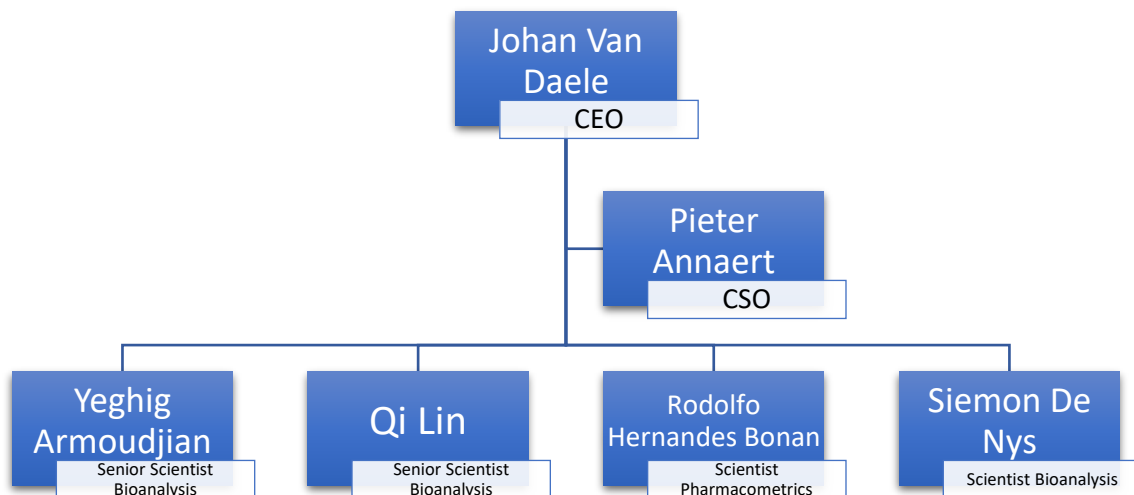 Johan Van
Daele
CEO
Pieter
Annaert
CSO
Yeghig
Armoudjian
Senior Scientist
Bioanalysis
Qi Lin
Senior Scientist
Bioanalysis
Rodolfo
Hernandes Bonan
Scientist
Pharmacometrics
Siemon De
Nys
Scientist Bioanalysis